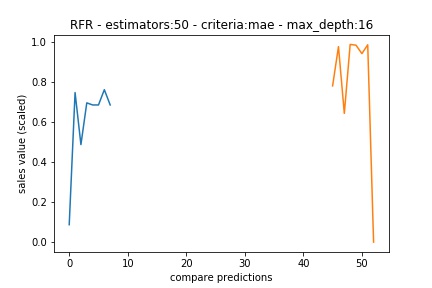 RFR - estimators:50 - criteria:mae - max_depth:16
1.0
0.8
0.6
0.4
0.2
0.0
sales value (scaled)
0 10 20 30 40 50
compare predictions